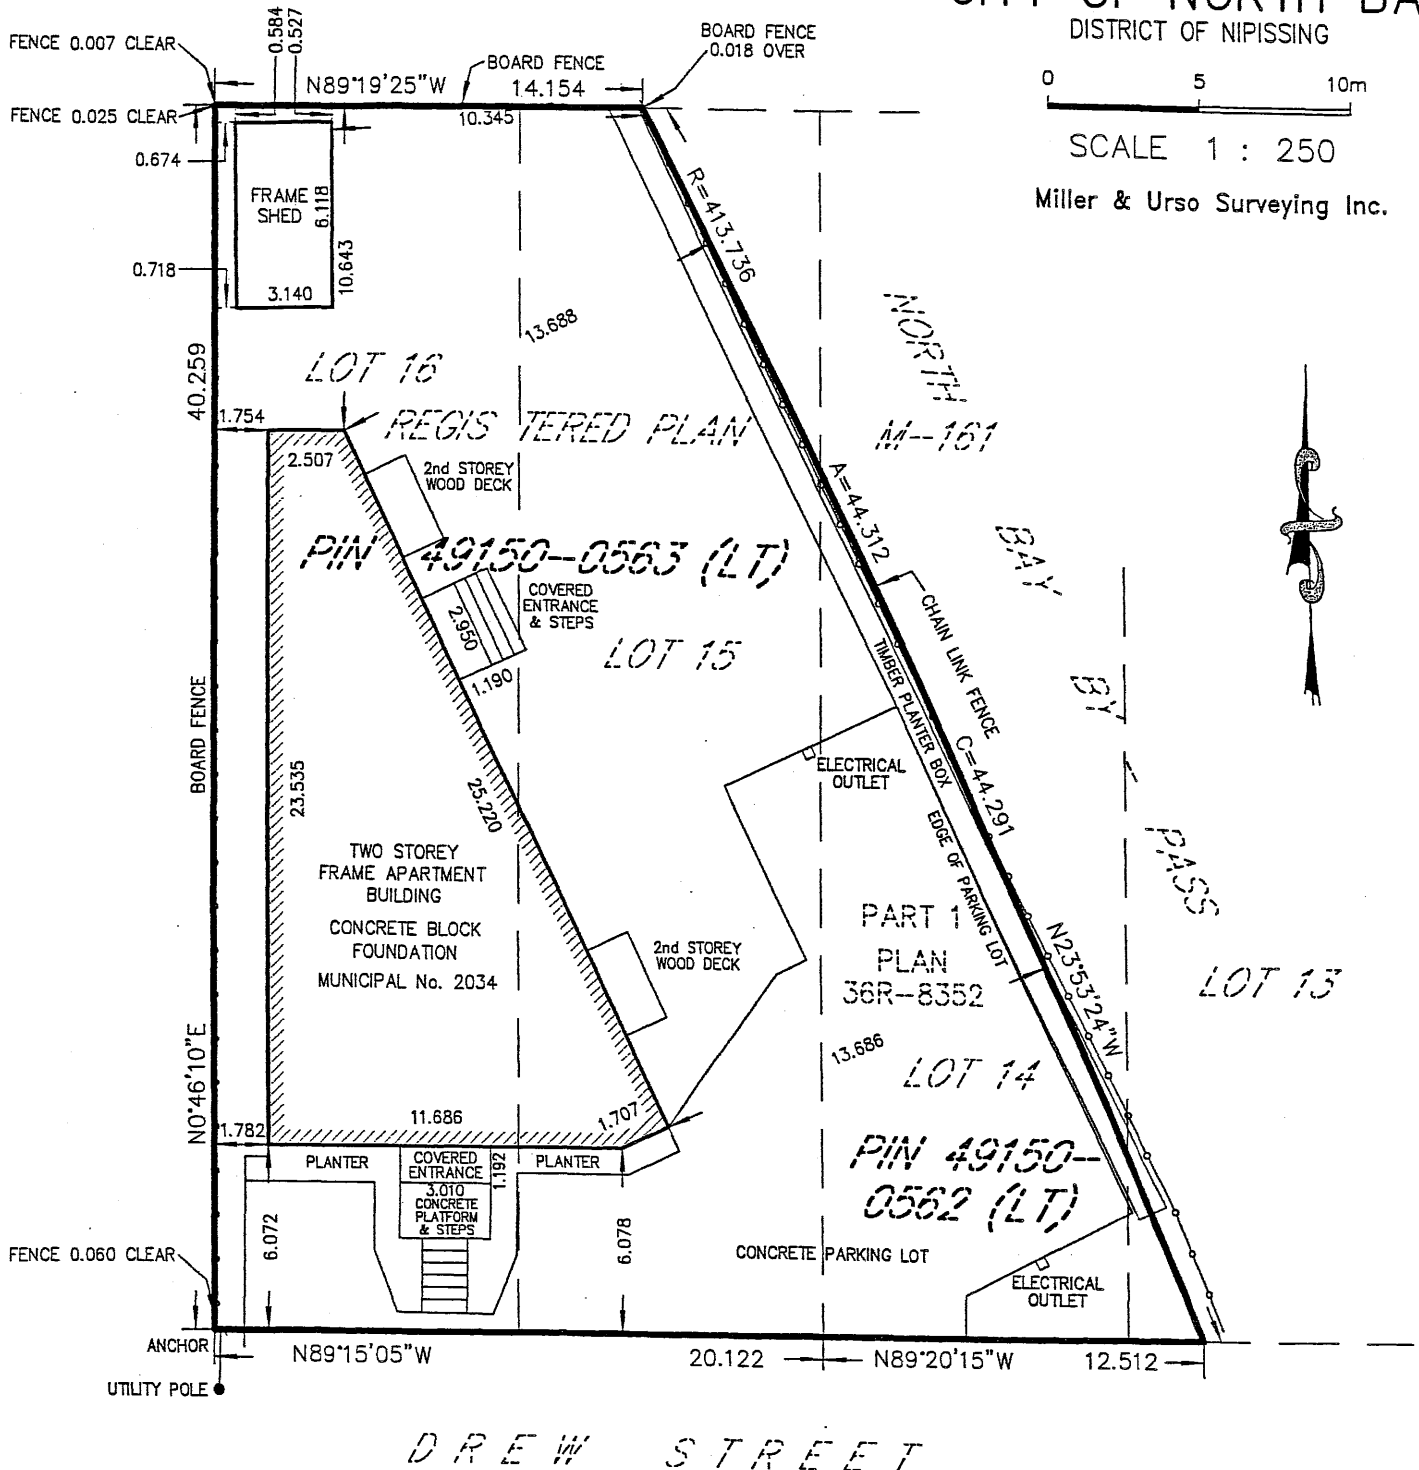 CITY OF NORTH BA
DISTRICT OF NIPISSING
0 5 10m
SCALE 1 : 250
Miller & Urso Surveying Inc.
FENCE 0.007 CLEAR
0.584
0.527
BOARD FENCE
0.018 OVER
BOARD FENCE
N89°19'25"W
14.154
FENCE 0.025 CLEAR
10.345
0.674
FRAME
SHED
6.118
R=413.736
0.718
3.140
10.643
13.688
NORTH
40.259
LOT 16
1.754
REGISTERED PLAN
M-161
2.507
2nd STOREY
WOOD DECK
A=44.312
BAY
PIN 49150-0563 (LT)
COVERED
ENTRANCE
& STEPS
2.950
CHAIN LINK FENCE
LOT 15
1.190
TIMBER PLANTER BOX
BY-
BOARD FENCE
23.535
25.220
ELECTRICAL
OUTLET
C=44.291
EDGE OF PARKING LOT
PASS
TWO STOREY
FRAME APARTMENT
BUILDING
CONCRETE BLOCK
FOUNDATION
MUNICIPAL No. 2034
PART 1
PLAN
36R-8352
2nd STOREY
WOOD DECK
N23°53'24"W
LOT 13
13.686
LOT 14
N0°46'10"E
11.686
1.707
1.782
PLANTER
COVERED
ENTRANCE
1.192
PLANTER
PIN 49150-
0562 (LT)
3.010
CONCRETE
PLATFORM
& STEPS
6.072
6.078
FENCE 0.060 CLEAR
CONCRETE PARKING LOT
ELECTRICAL
OUTLET
ANCHOR
N89°15'05"W
20.122
N89°20'15"W
12.512
UTILITY POLE
DREW STREET